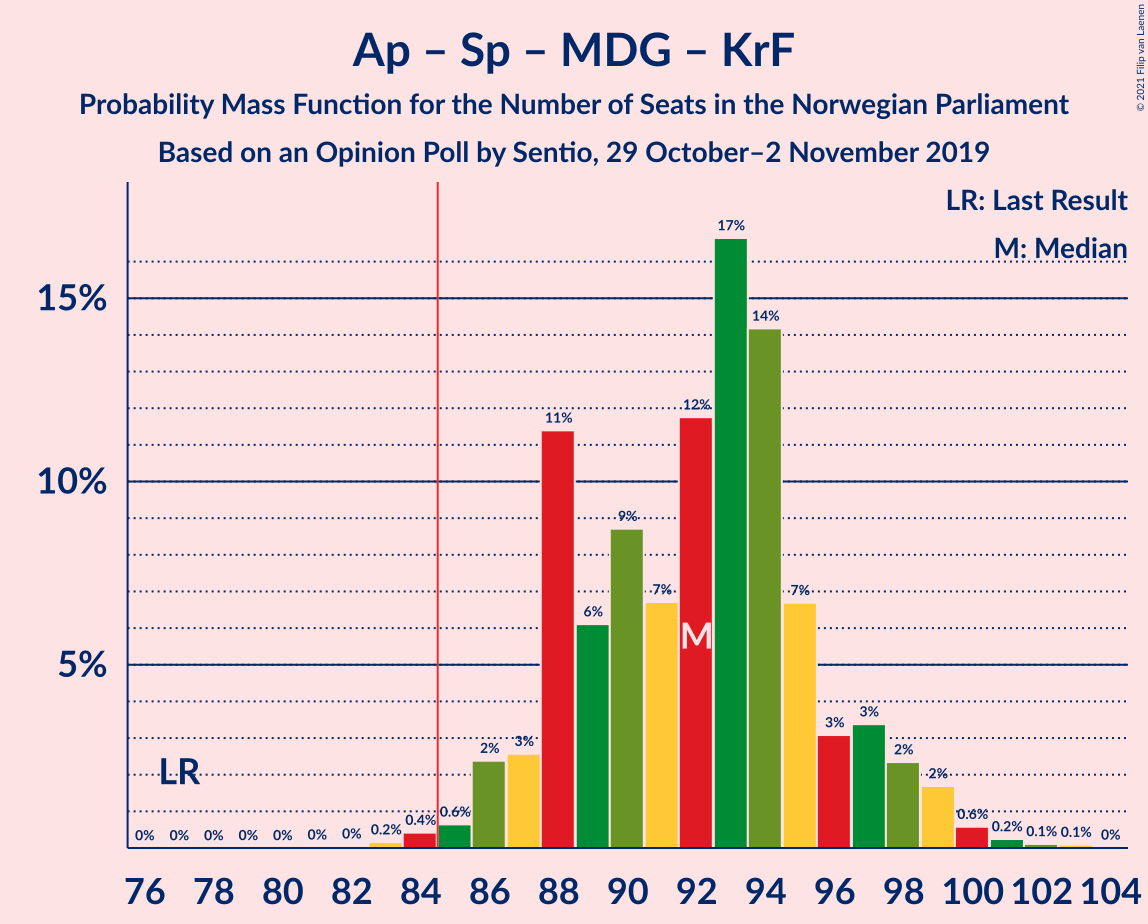 Ap – Sp – MDG – KrF
Probability Mass Function for the Number of Seats in the Norwegian Parliament
Based on an Opinion Poll by Sentio, 29 October–2 November 2019
© 2021 Filip van Laenen
LR: Last Result
M: Median
15%
10%
5%
LR
M
0% 0% 0% 0% 0% 0% 0% 0.2% 0.4% 0.6% 2% 3% 11% 6% 9% 7% 12% 17% 14% 7% 3% 3% 2% 2% 0.6% 0.2% 0.1% 0.1% 0%
76 78 80 82 84 86 88 90 92 94 96 98 100 102 104